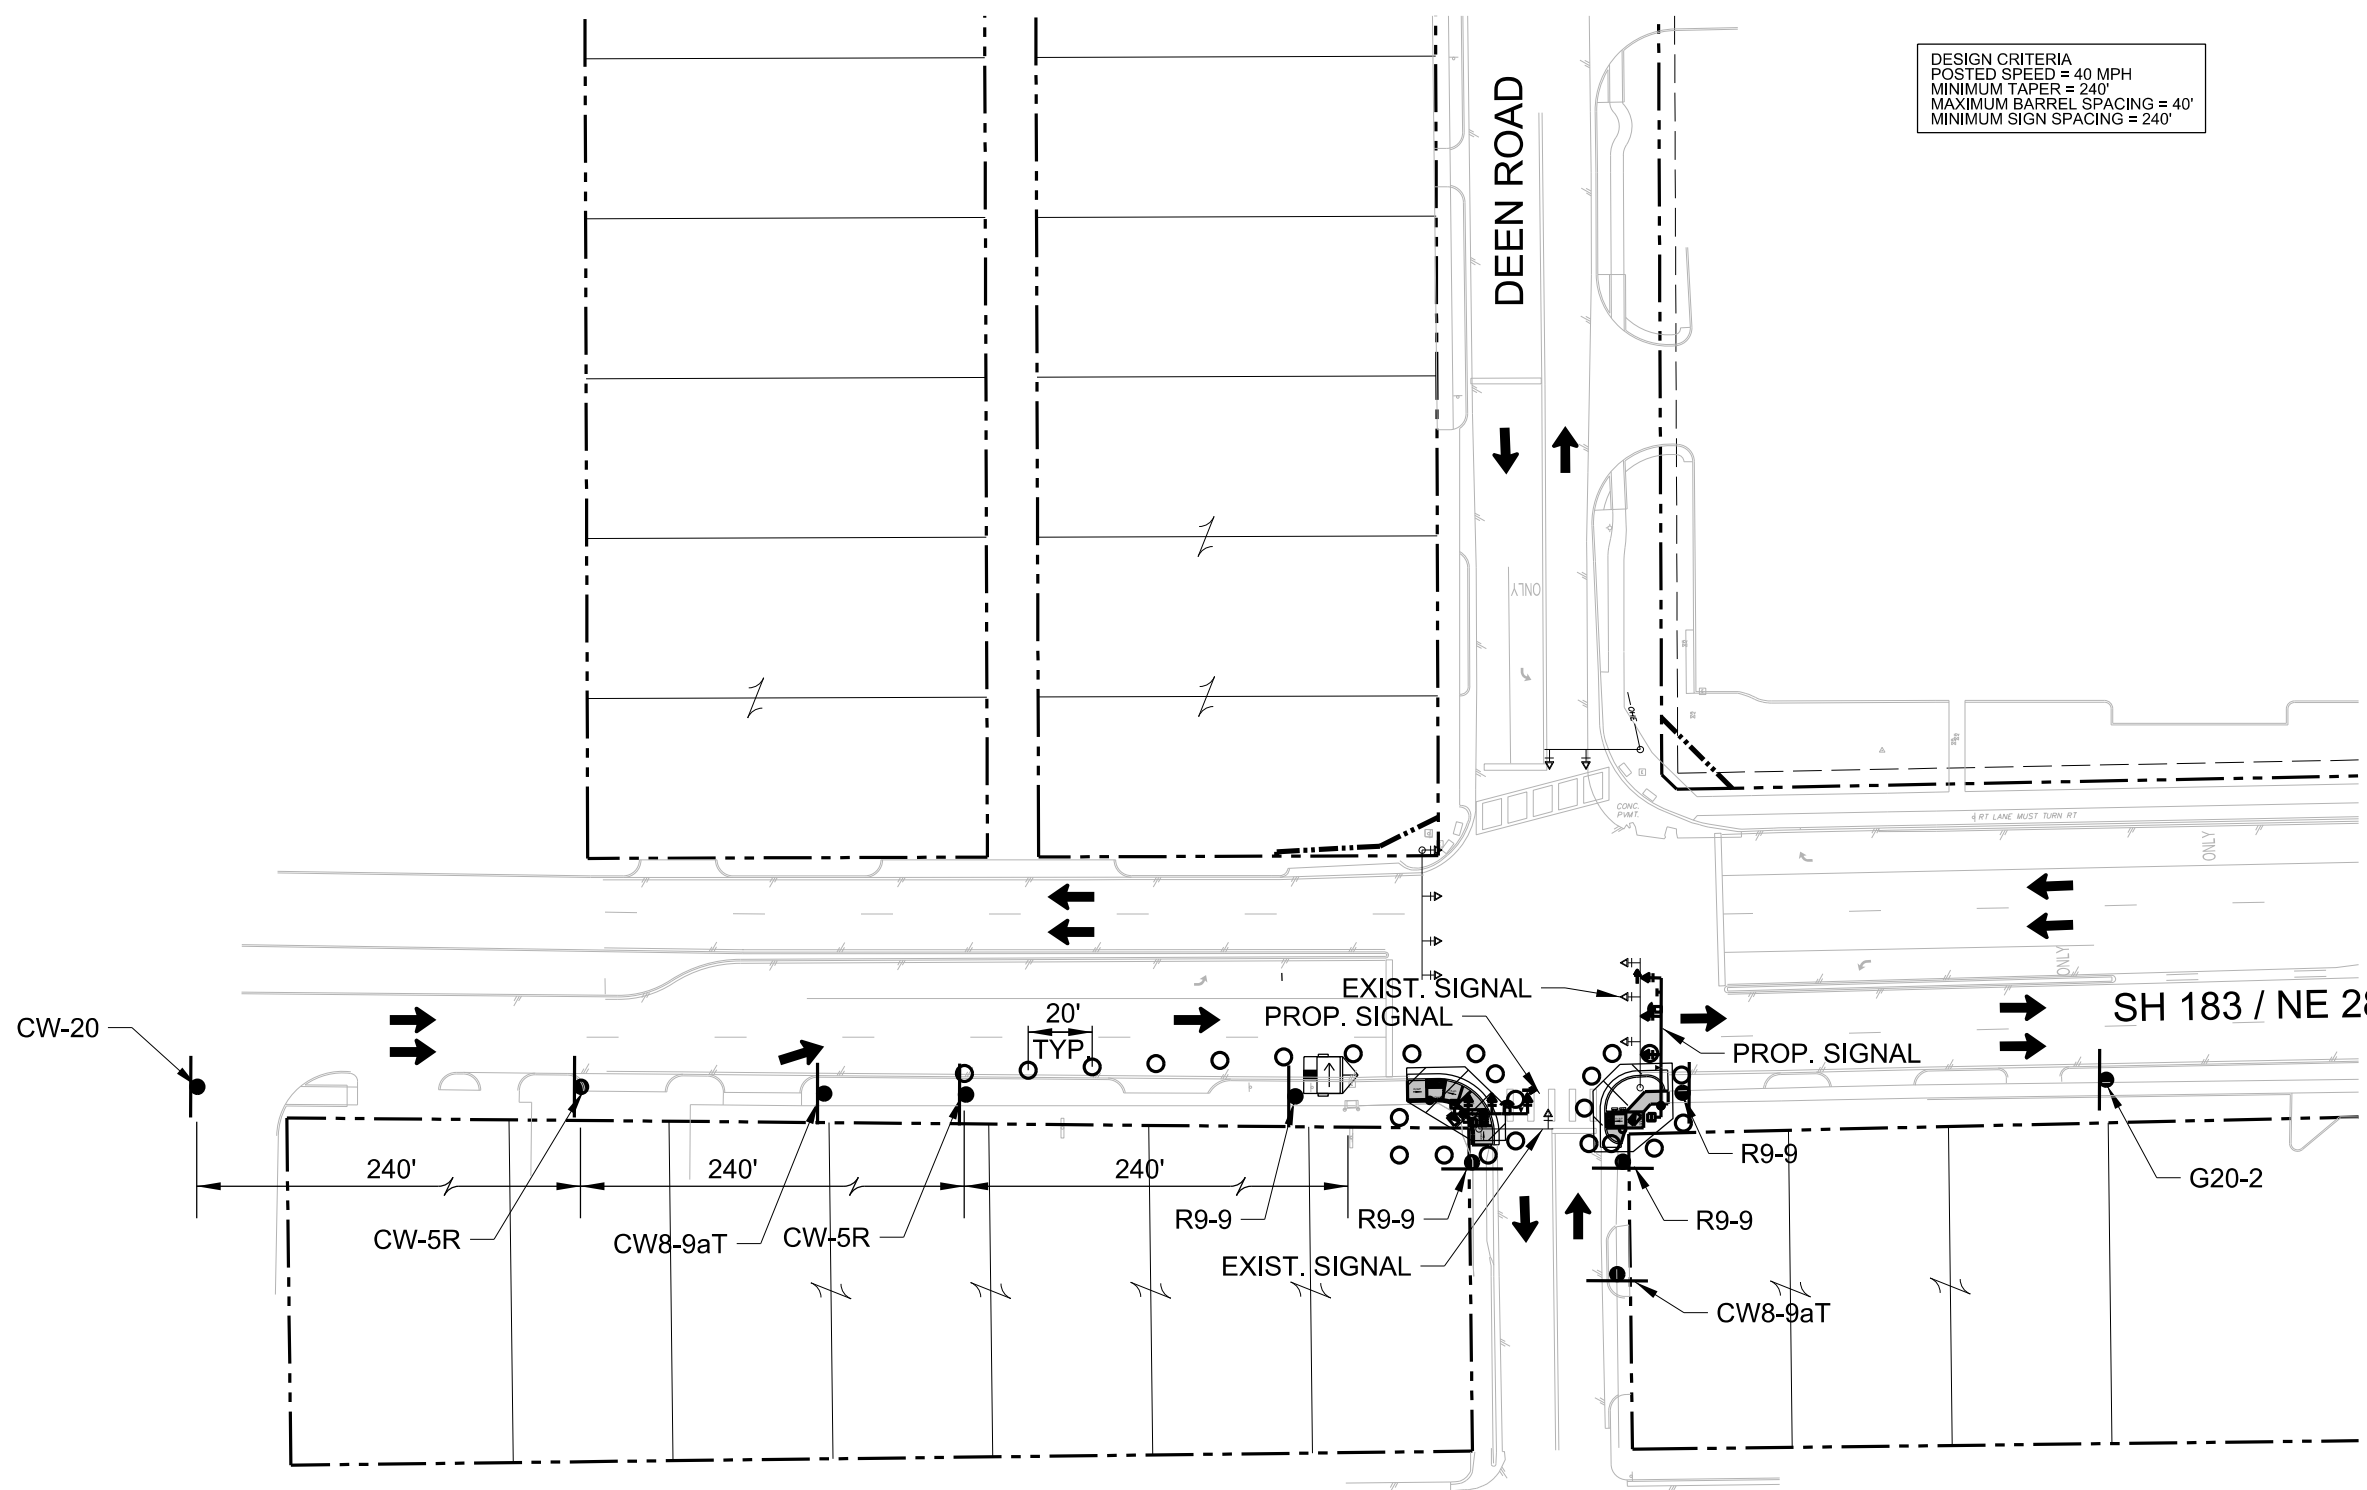 DESIGN CRITERIA
POSTED SPEED = 40 MPH
MINIMUM TAPER = 240'
MAXIMUM BARREL SPACING = 40'
MINIMUM SIGN SPACING = 240'
DEEN ROAD
ONLY
OHE
CONC.
PVMT.
RT LANE MUST TURN RT
ONLY
ONLY
SH 183 / NE 28
EXIST. SIGNAL
PROP. SIGNAL
PROP. SIGNAL
CW-20
20'
TYP.
240'
240'
240'
R9-9
G20-2
CW-5R
CW8-9aT
CW-5R
R9-9
R9-9
R9-9
EXIST. SIGNAL
CW8-9aT